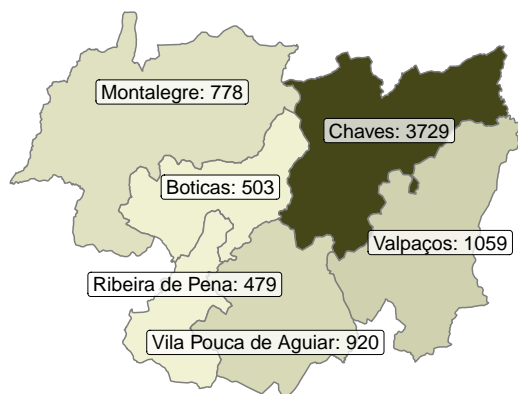 Montalegre: 778
Chaves: 3729
Boticas: 503
Valpaços: 1059
Ribeira de Pena: 479
Vila Pouca de Aguiar: 920